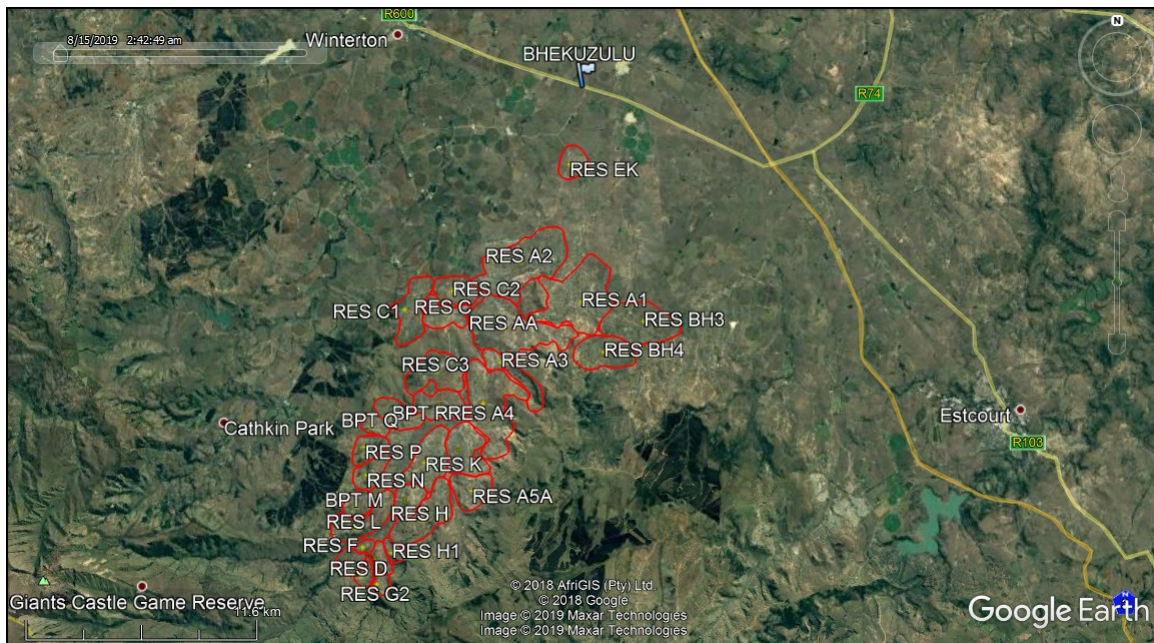 R600
8/15/2019 2:42:49 am
Winterton
N
BHEKUZULU
R74
RES EK
RES A2
RES C2
RES C1
RES C
RES A1
RES AA
RES BH3
RES A3
RES BH4
RES C3
BPT Q
BPT R
RES A4
Cathkin Park
Estcourt
R103
RES P
RES K
RES N
BPT M
RES A5A
RES L
RES H
RES F
RES H1
RES D
RES G2
Giants Castle Game Reserve
11.6 km
© 2018 AfriGIS (Pty) Ltd.
© 2018 Google
Image © 2019 Maxar Technologies
Image © 2019 Maxar Technologies
Google Earth
N
3